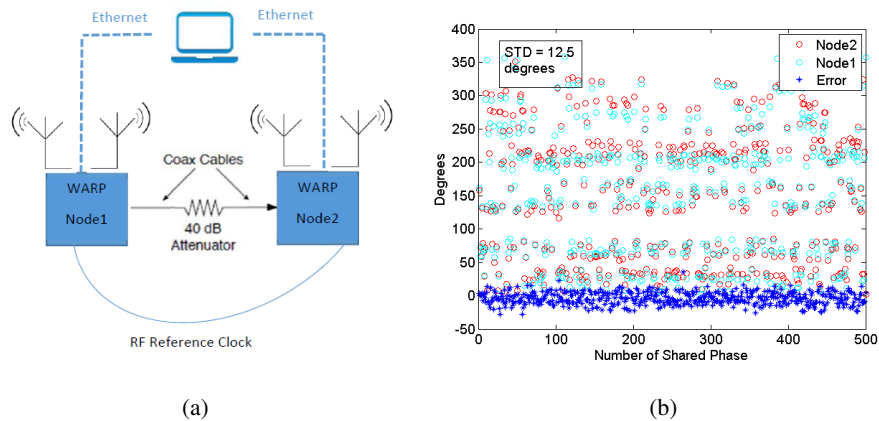 Ethernet
Ethernet
Coax Cables
WARP
Node1
WARP
Node2
40 dB
Attenuator
RF Reference Clock
(a)
400
350
300
250
200
150
100
50
0
-50
Degrees
STD = 12.5
degrees
Node2
Node1
Error
0
100
200
300
400
500
Number of Shared Phase
(b)